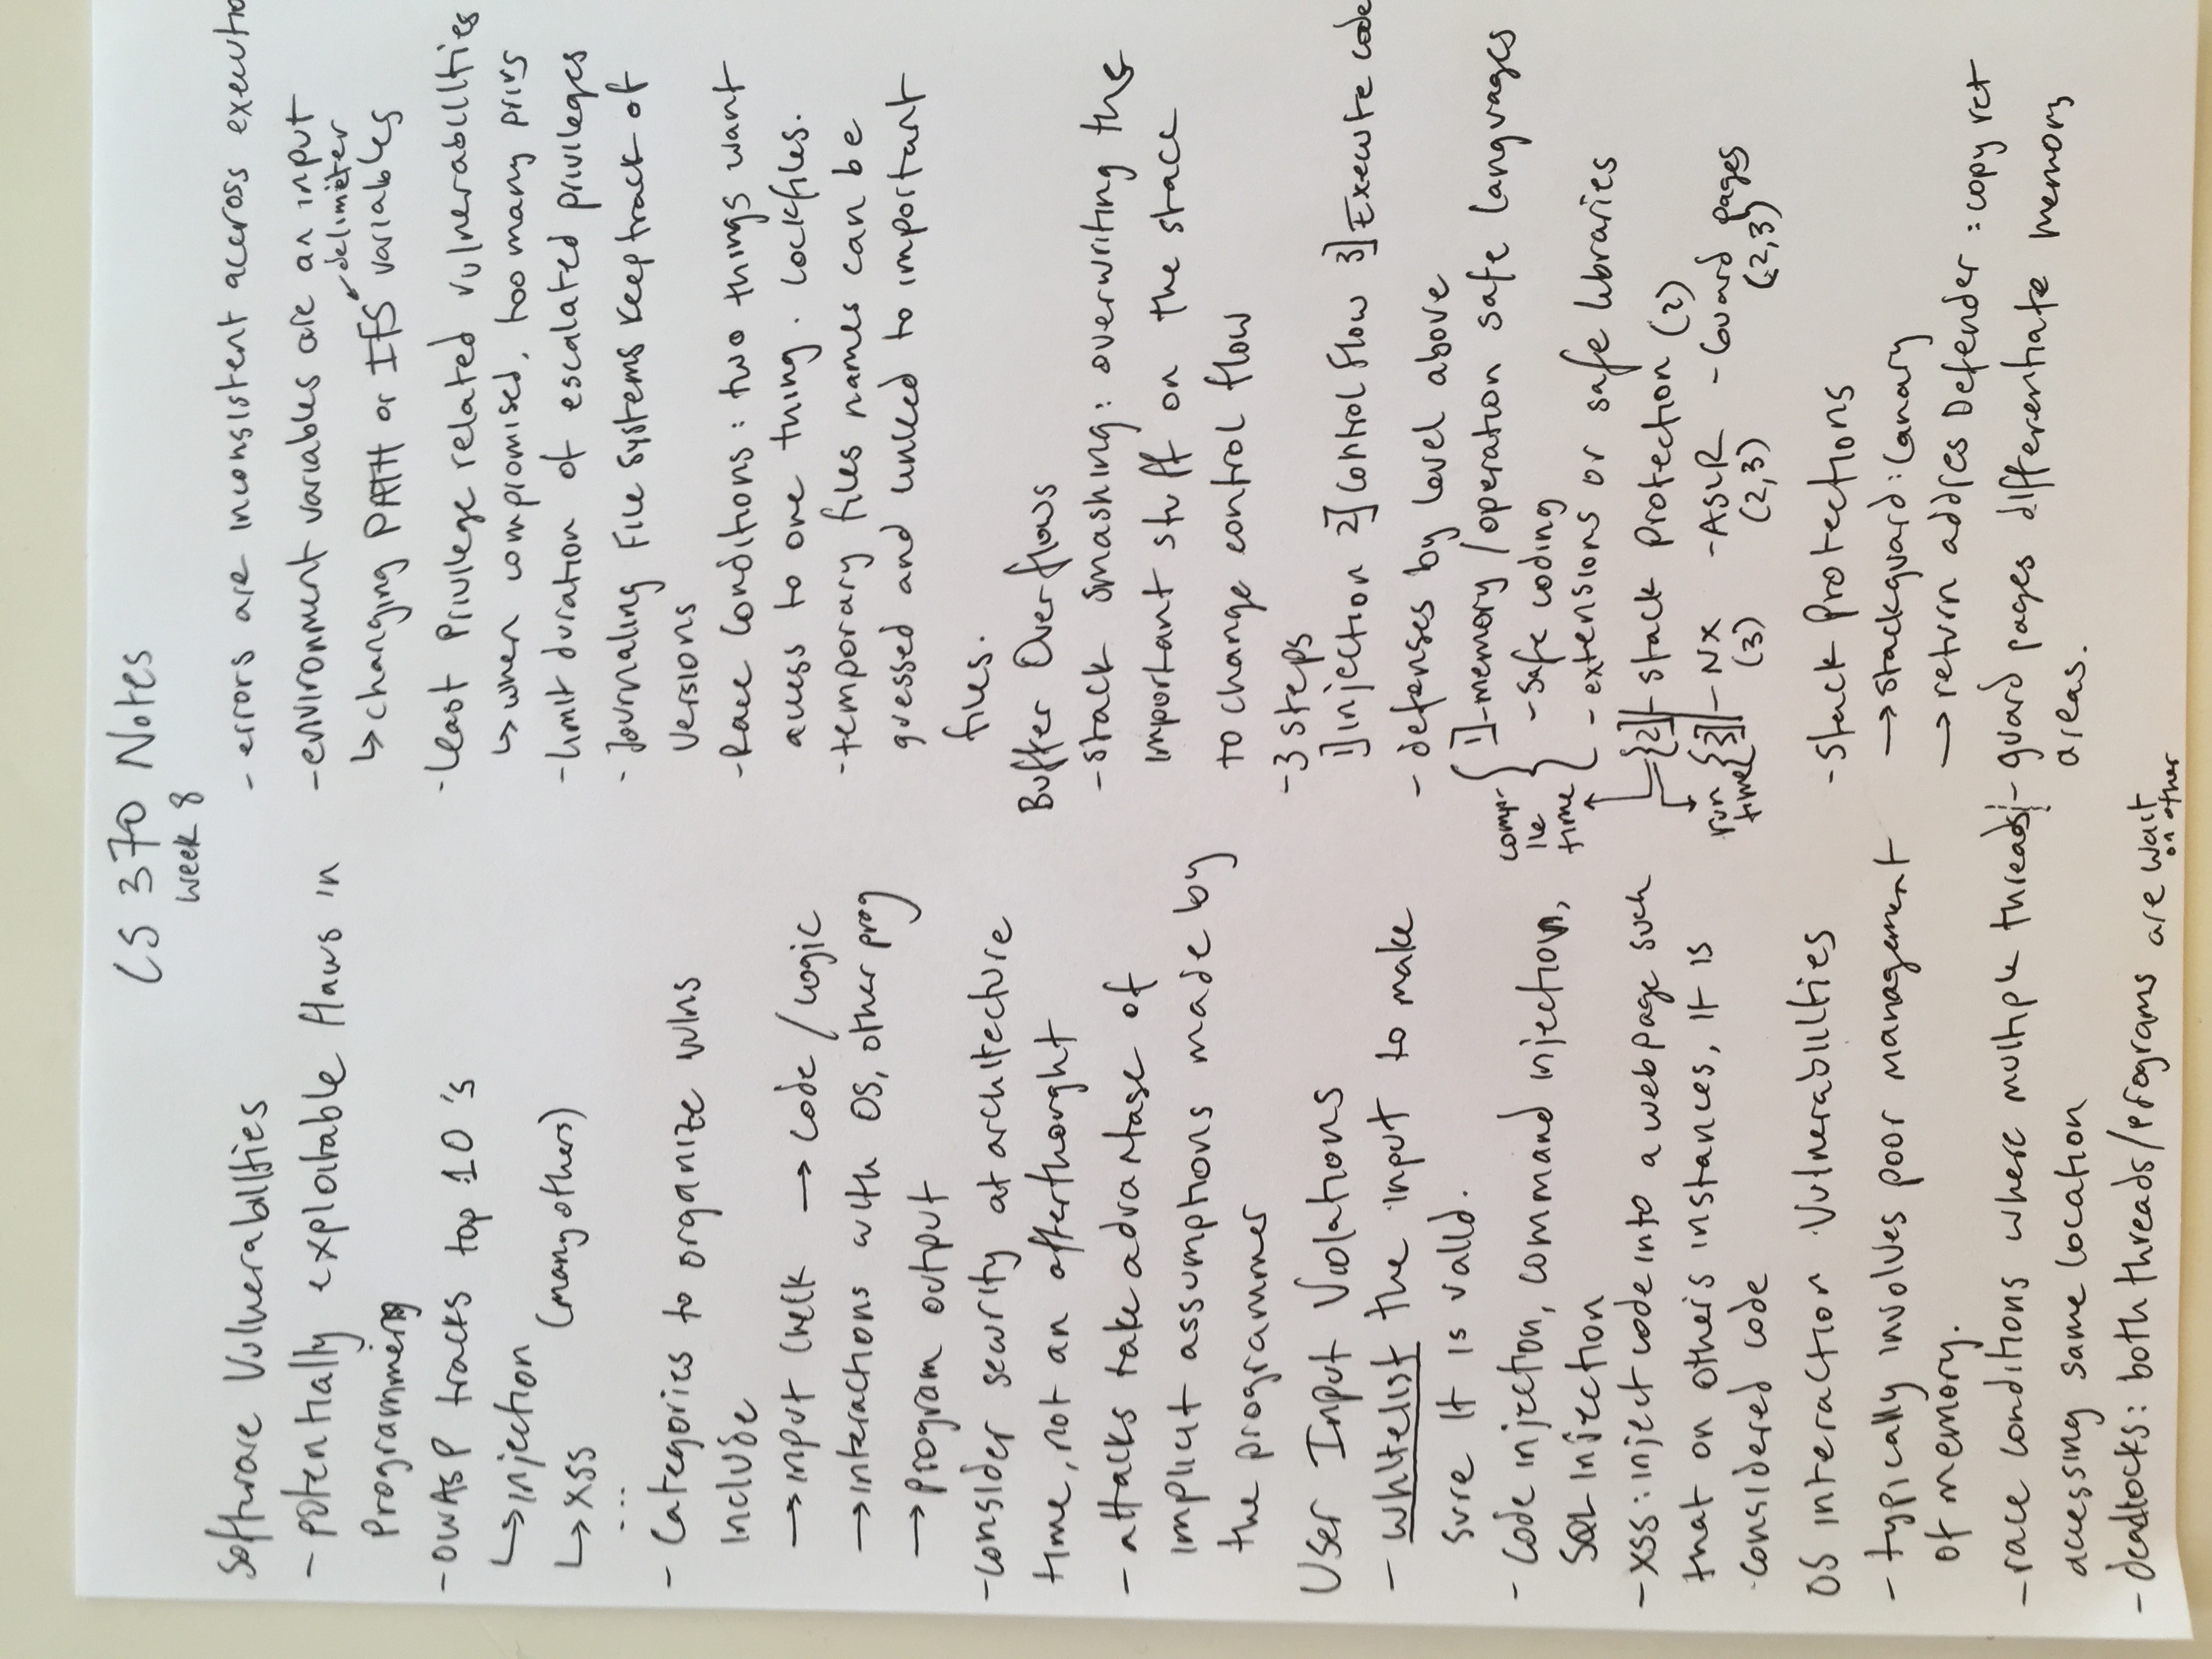 CS 370 Notes
week 8
Software Vulnerabilities
- potentially exploitable flaws in
programming
- OWASP tracks top 10's
↳ injection
(many others)
↳ XSS
...
- Categories to organize vulns
include
→ input check → code / logic
→ interactions with OS, other prog
→ program output
- consider security at architecture
time, not an afterthought
- attacks take advantage of
implicit assumptions made by
the programmer
User Input Violations
- whitelist the input to make
sure it is valid.
- Code injection, command injection,
SQL injection
- XSS: inject code into a webpage such
that on others instances, it is
considered code
OS interaction Vulnerabilities
- typically involves poor management
of memory.
- race conditions where multiple threads
accessing same location
- deadlocks: both threads/programs are wait
on other
- errors are inconsistent accross executio
- environment variables are an input
delimiter
↳ changing PATH or IFS variables
- Least Privilege related vulnerabilities
↳ when compromised, too many privs
- limit duration of escalated privileges
- Journaling File Systems keep track of
versions
- Race Conditions: two things want
access to one thing. Lockfiles.
- temporary files names can be
guessed and linked to important
files.
Buffer Overflows
- stack smashing: overwriting the
important stuff on the stack
to change control flow
- 3 steps
1] injection 2] Control flow 3] Execute code
- defenses by level above
1] - memory / operation safe languages
comp-
ile
time
- Safe coding
- extensions or safe libraries
2] - stack protection (2)
run
time
3] - NX - ASLR - Guard pages
(3) (2,3) (2,3)
- Stack Protections
→ stackguard: canary
→ return addres Defender: copy ret
- guard pages differentiate memory
areas.